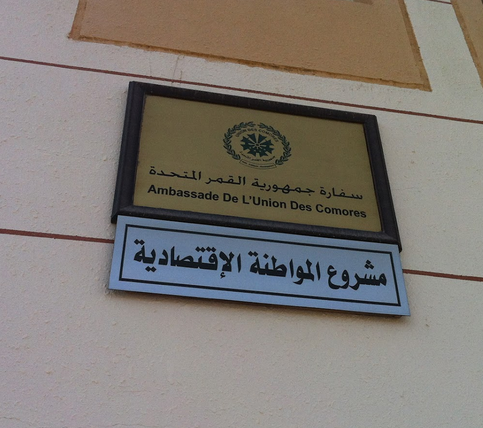 سفارة جمهورية القمر المتحدة
Ambassade De L'Union Des Comores
مشروع المواطنة الإقتصادية